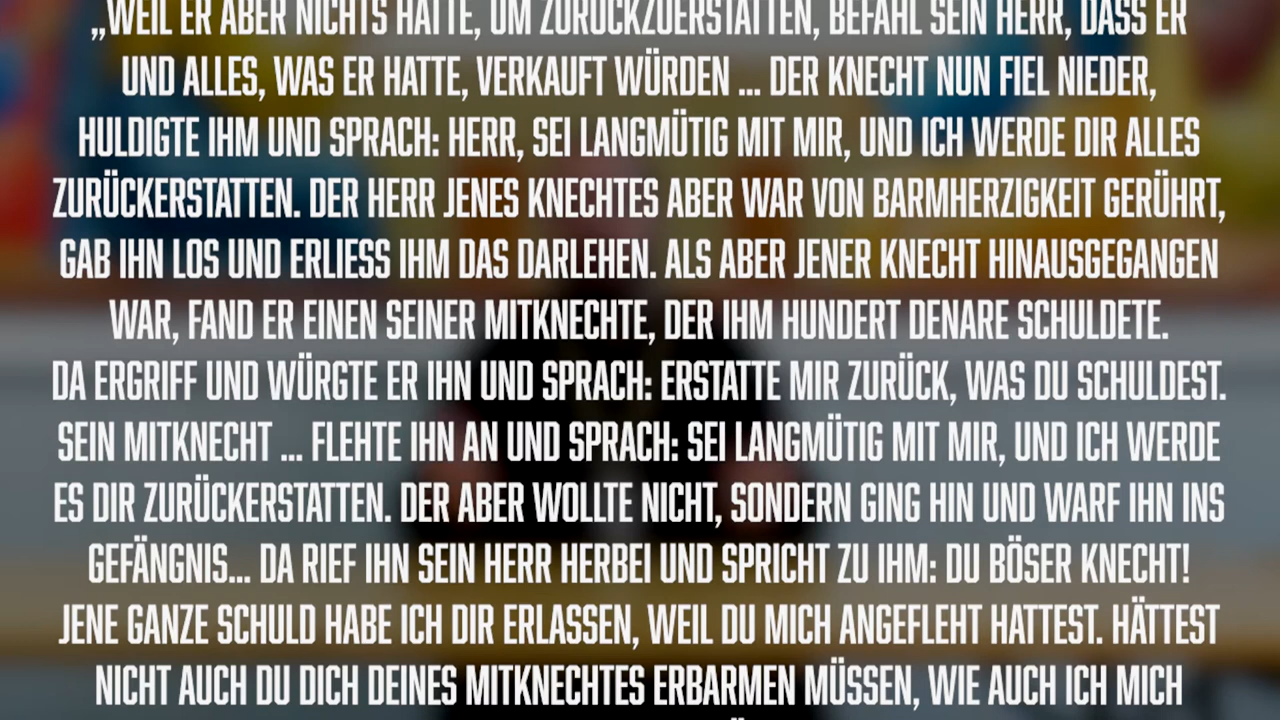 „WEIL ER ABER NICHTS HATTE, UM ZURÜCKZUERSTATTEN, BEFAHL SEIN HERR, DASS ER
UND ALLES, WAS ER HATTE, VERKAUFT WÜRDEN ... DER KNECHT NUN FIEL NIEDER,
HULDIGTE IHM UND SPRACH: HERR, SEI LANGMÜTIG MIT MIR, UND ICH WERDE DIR ALLES
ZURÜCKERSTATTEN. DER HERR JENES KNECHTES ABER WAR VON BARMHERZIGKEIT GERÜHRT,
GAB IHN LOS UND ERLIESS IHM DAS DARLEHEN. ALS ABER JENER KNECHT HINAUSGEGANGEN
WAR, FAND ER EINEN SEINER MITKNECHTE, DER IHM HUNDERT DENARE SCHULDETE.
DA ERGRIFF UND WÜRGTE ER IHN UND SPRACH: ERSTATTE MIR ZURÜCK, WAS DU SCHULDEST.
SEIN MITKNECHT ... FLEHTE IHN AN UND SPRACH: SEI LANGMÜTIG MIT MIR, UND ICH WERDE
ES DIR ZURÜCKERSTATTEN. DER ABER WOLLTE NICHT, SONDERN GING HIN UND WARF IHN INS
GEFÄNGNIS... DA RIEF IHN SEIN HERR HERBEI UND SPRICHT ZU IHM: DU BÖSER KNECHT!
JENE GANZE SCHULD HABE ICH DIR ERLASSEN, WEIL DU MICH ANGEFLEHT HATTEST. HÄTTEST
NICHT AUCH DU DICH DEINES MITKNECHTES ERBARMEN MÜSSEN, WIE AUCH ICH MICH